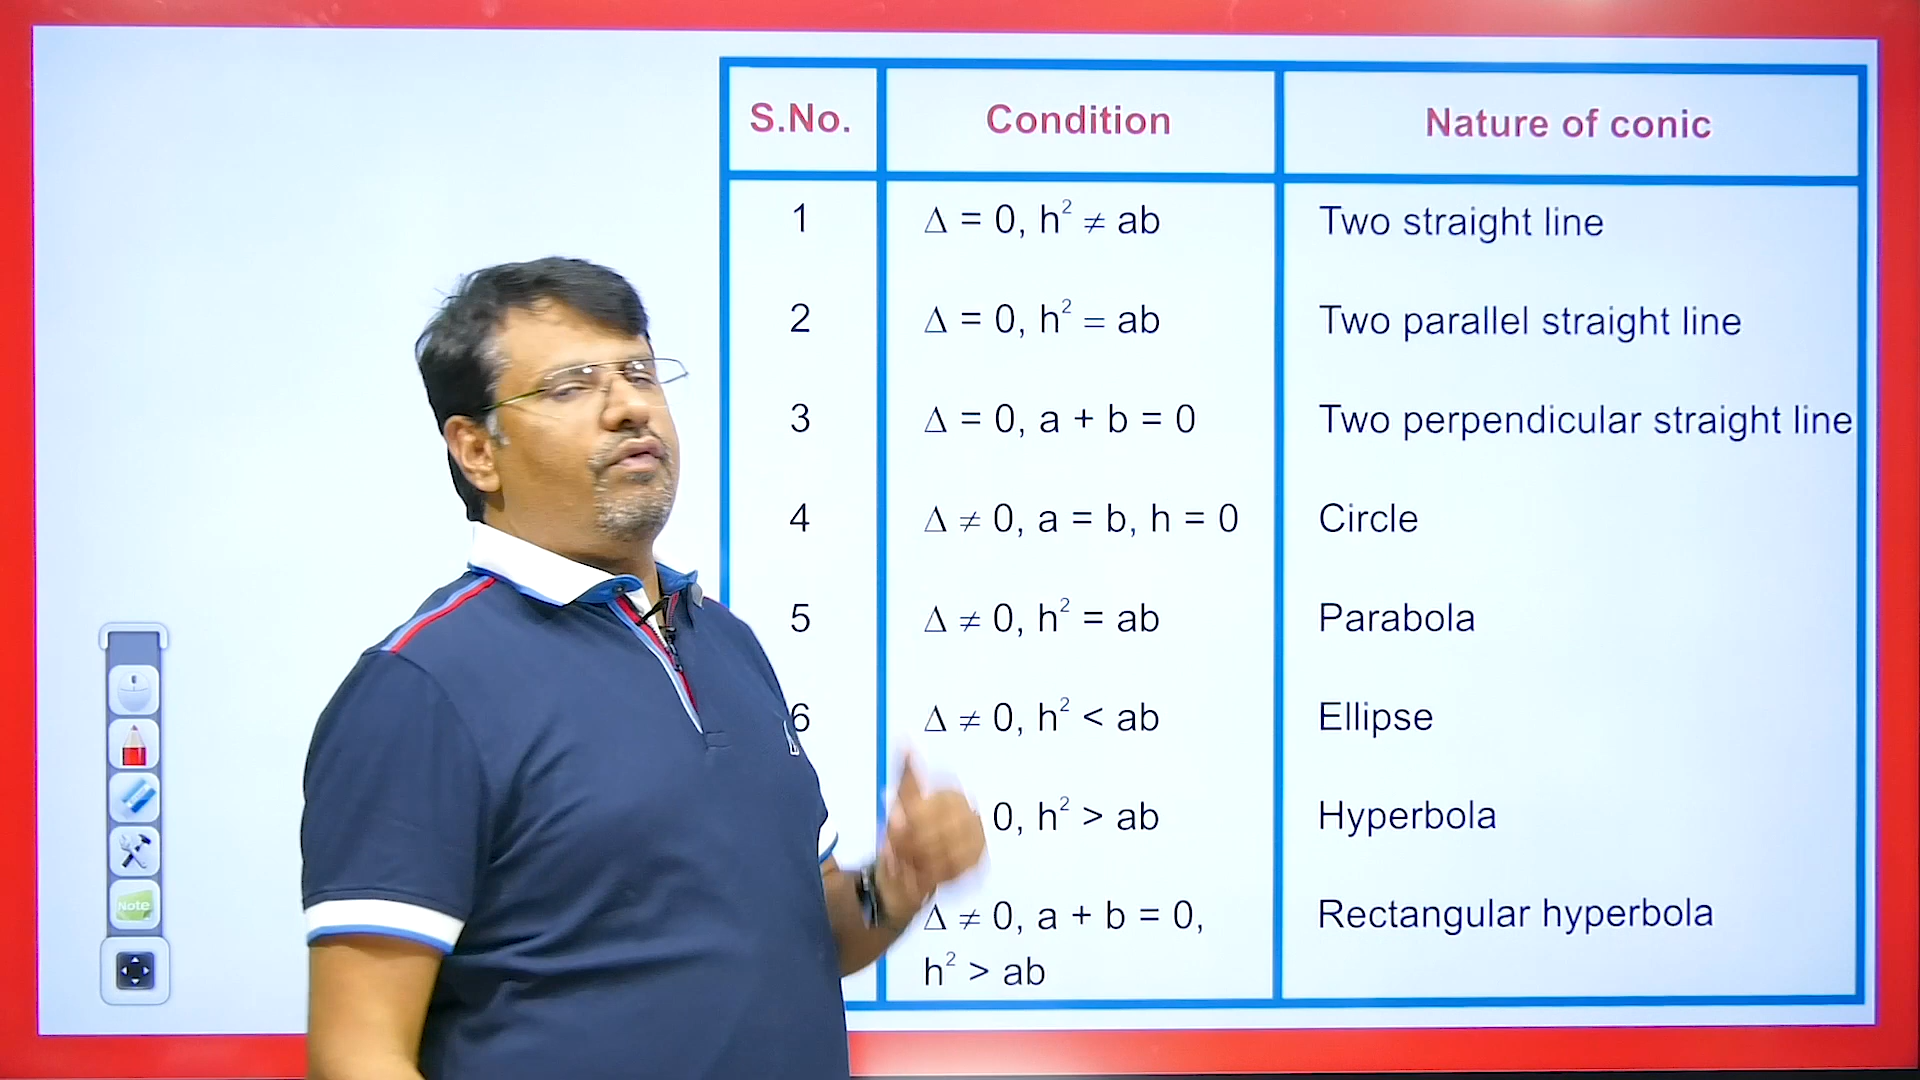 S.No. Condition Nature of conic
1 Δ = 0, h² ≠ ab Two straight line
2 Δ = 0, h² = ab Two parallel straight line
3 Δ = 0, a + b = 0 Two perpendicular straight line
4 Δ ≠ 0, a = b, h = 0 Circle
5 Δ ≠ 0, h² = ab Parabola
6 Δ ≠ 0, h² < ab Ellipse
0, h² > ab Hyperbola
Δ ≠ 0, a + b = 0, Rectangular hyperbola
h² > ab
Note